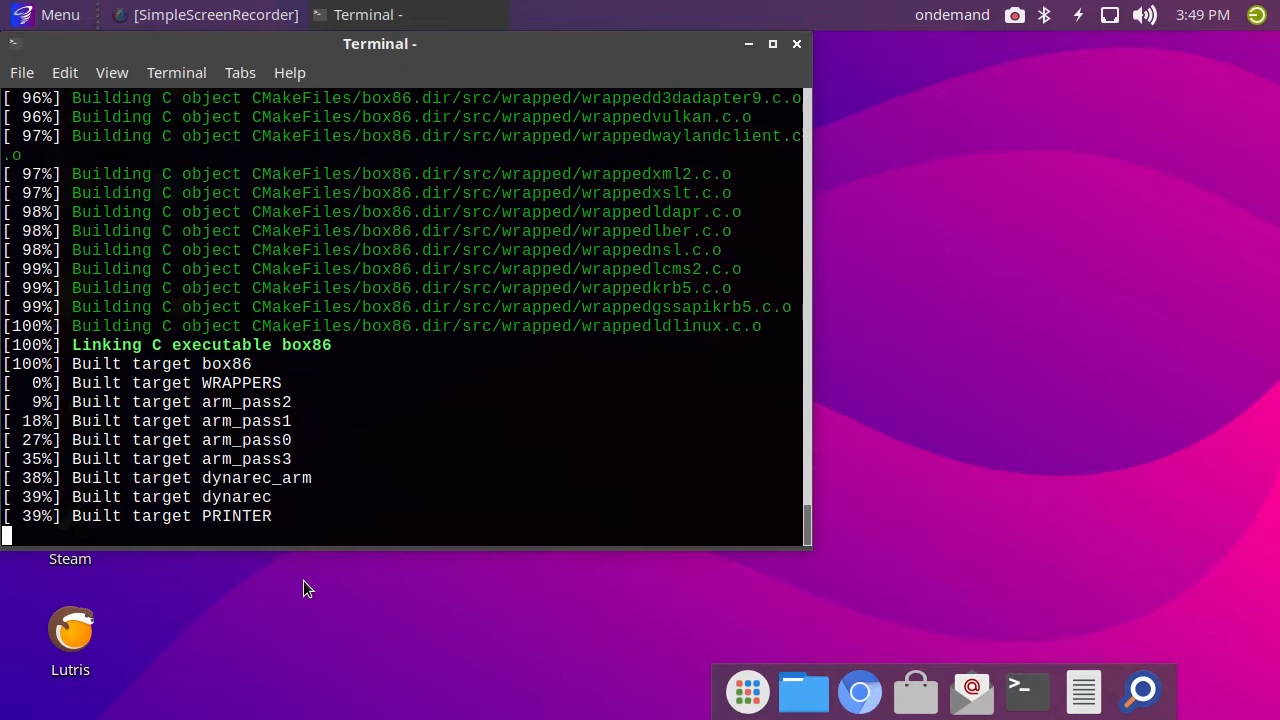 Menu [SimpleScreenRecorder] Terminal - ondemand 3:49 PM
Terminal -
File Edit View Terminal Tabs Help
[ 96%] Building C object CMakeFiles/box86.dir/src/wrapped/wrappedd3dadapter9.c.o
[ 96%] Building C object CMakeFiles/box86.dir/src/wrapped/wrappedvulkan.c.o
[ 97%] Building C object CMakeFiles/box86.dir/src/wrapped/wrappedwaylandclient.c
.o
[ 97%] Building C object CMakeFiles/box86.dir/src/wrapped/wrappedxml2.c.o
[ 97%] Building C object CMakeFiles/box86.dir/src/wrapped/wrappedxslt.c.o
[ 98%] Building C object CMakeFiles/box86.dir/src/wrapped/wrappedldapr.c.o
[ 98%] Building C object CMakeFiles/box86.dir/src/wrapped/wrappedlber.c.o
[ 98%] Building C object CMakeFiles/box86.dir/src/wrapped/wrappednsl.c.o
[ 99%] Building C object CMakeFiles/box86.dir/src/wrapped/wrappedlcms2.c.o
[ 99%] Building C object CMakeFiles/box86.dir/src/wrapped/wrappedkrb5.c.o
[ 99%] Building C object CMakeFiles/box86.dir/src/wrapped/wrappedgssapikrb5.c.o
[100%] Building C object CMakeFiles/box86.dir/src/wrapped/wrappedldlinux.c.o
[100%] Linking C executable box86
[100%] Built target box86
[  0%] Built target WRAPPERS
[  9%] Built target arm_pass2
[ 18%] Built target arm_pass1
[ 27%] Built target arm_pass0
[ 35%] Built target arm_pass3
[ 38%] Built target dynarec_arm
[ 39%] Built target dynarec
[ 39%] Built target PRINTER
Steam
Lutris